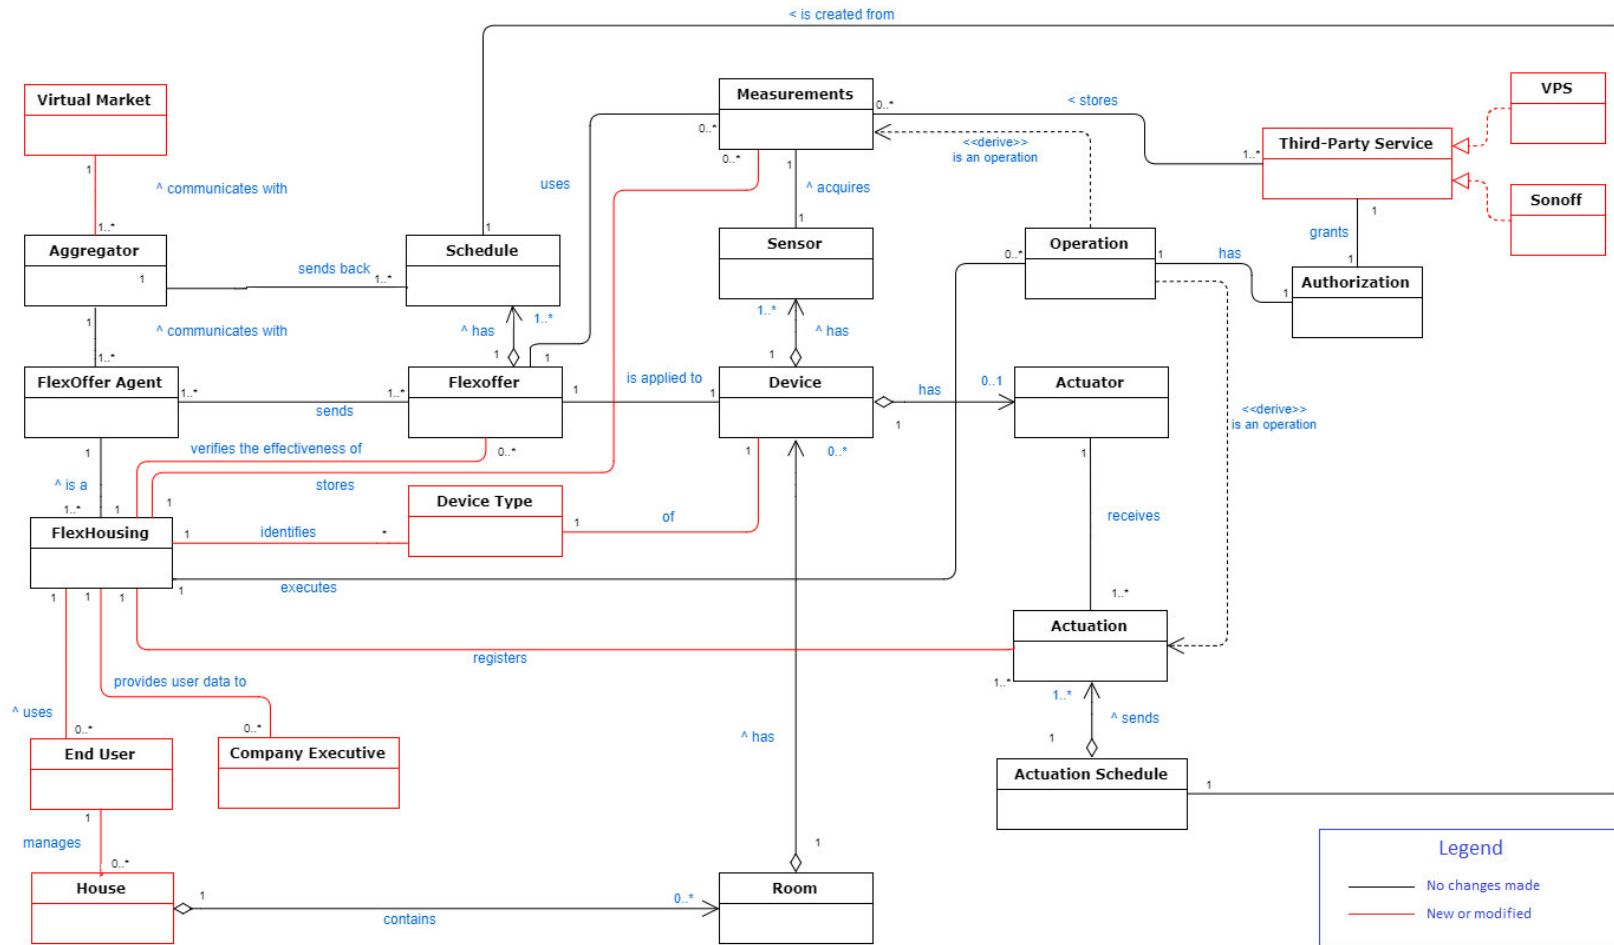 < is created from
Virtual Market
1
^ communicates with
1..*
Measurements
0..*
0..*
0..*
1
< stores
1..*
<<derive>>
is an operation
VPS
Third-Party Service
Sonoff
1
grants
1
uses
^ acquires
1
1
Aggregator
1
sends back
1..*
Schedule
Sensor
Operation
0..*
1
has
1
Authorization
1
^ communicates with
1..*
^ has
1..*
1
1
1..*
^ has
1
FlexOffer Agent
1..*
sends
1..*
Flexoffer
1
is applied to
1
Device
has
1
0..1
Actuator
<<derive>>
is an operation
1
^ is a
1..*
verifies the effectiveness of
0..*
1
stores
1
Device Type
1
of
1
0..*
1
receives
1..*
FlexHousing
1
identifies
*
executes
1
1
1
1
Actuation
registers
1..*
1..*
^ sends
1
provides user data to
^ uses
0..*
0..*
^ has
End User
Company Executive
Actuation Schedule
1
1
manages
0..*
1
House
1
contains
0..*
Room
Legend
No changes made
New or modified